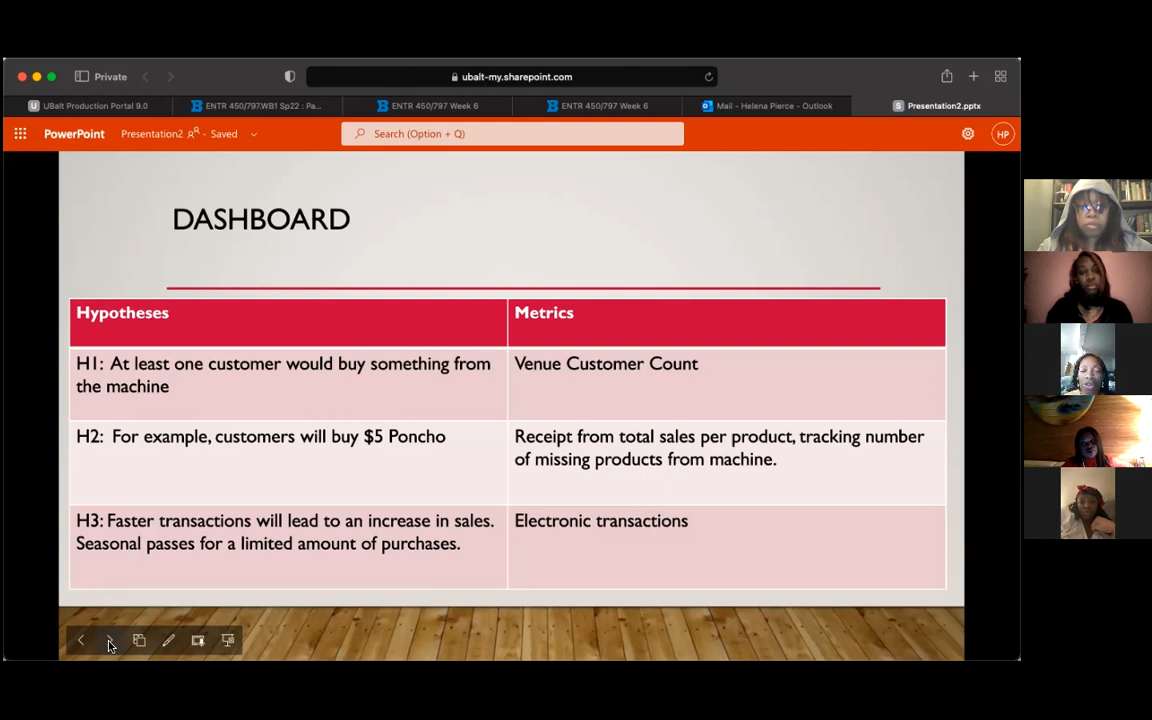 Private
ubalt-my.sharepoint.com
UBalt Production Portal 9.0
ENTR 450/797.WB1 Sp22 : Pa...
ENTR 450/797 Week 6
ENTR 450/797 Week 6
Mail - Helena Pierce - Outlook
Presentation2.pptx
PowerPoint
Presentation2
- Saved
Search (Option + Q)
HP
DASHBOARD
Hypotheses
Metrics
H1: At least one customer would buy something from
the machine
Venue Customer Count
H2: For example, customers will buy $5 Poncho
Receipt from total sales per product, tracking number
of missing products from machine.
H3: Faster transactions will lead to an increase in sales.
Seasonal passes for a limited amount of purchases.
Electronic transactions